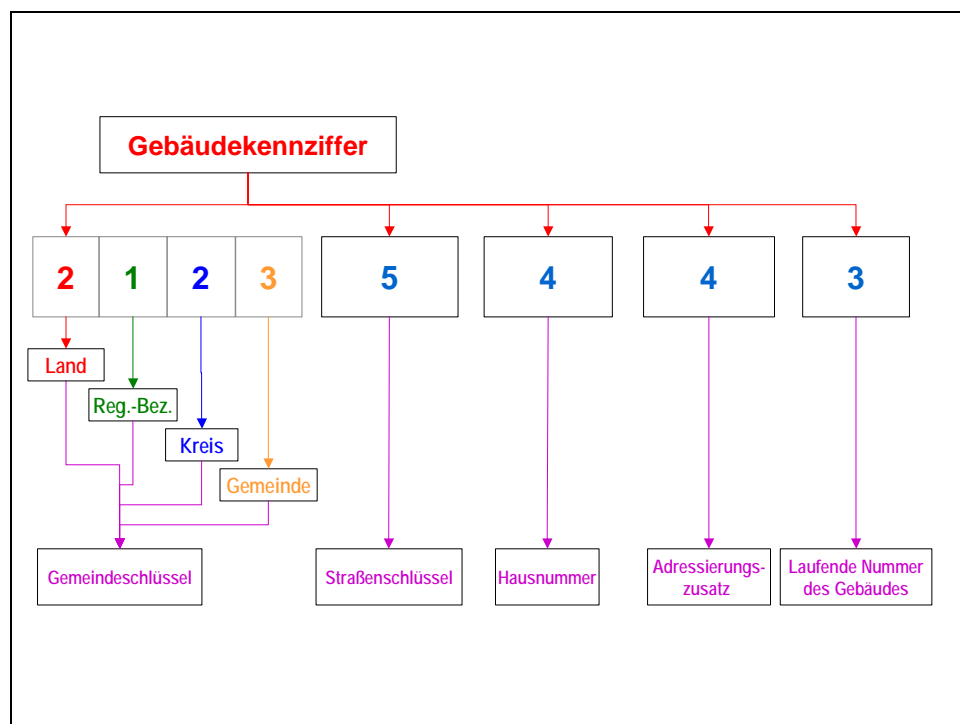 Gebäudekennziffer
2 1 2 3 5 4 4 3
Land
Reg.-Bez.
Kreis
Gemeinde
Gemeindeschlüssel
Straßenschlüssel
Hausnummer
Adressierungs-
zusatz
Laufende Nummer
des Gebäudes